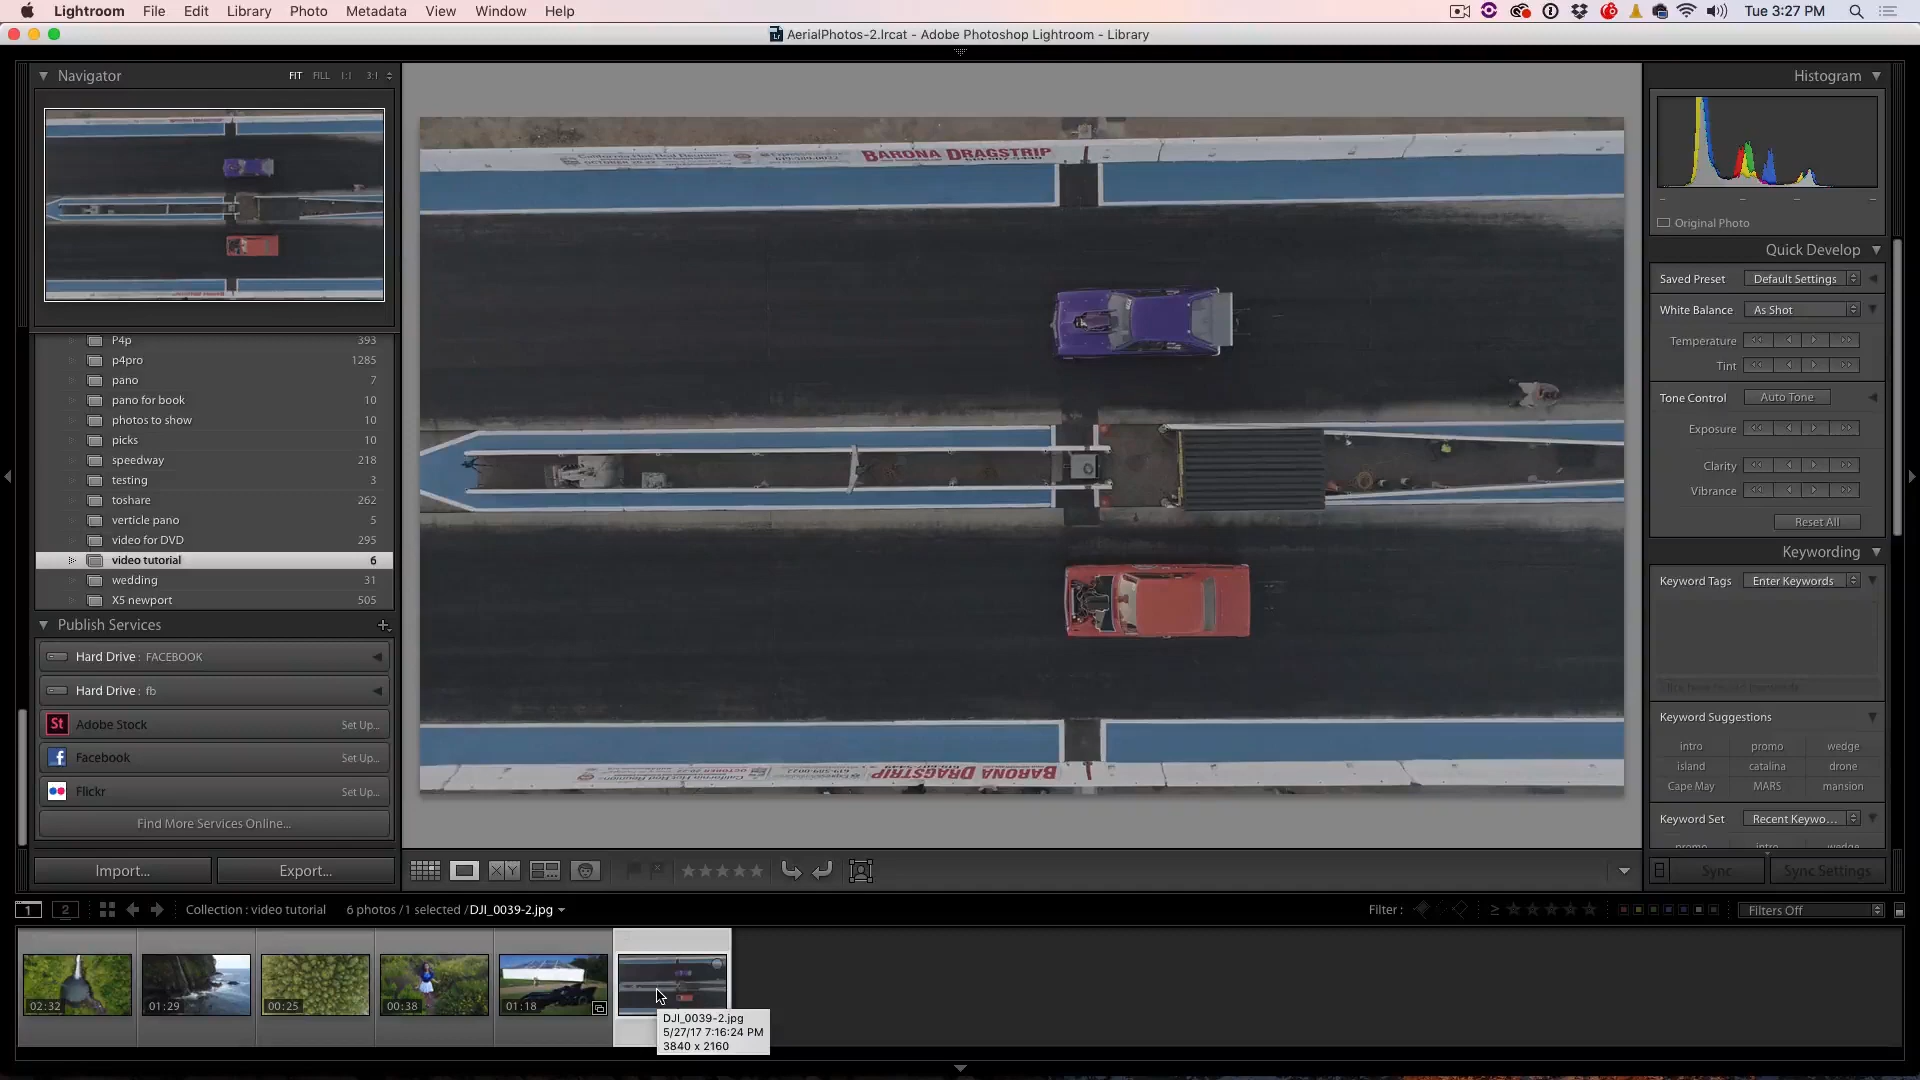 Lightroom File Edit Library Photo Metadata View Window Help Tue 3:27 PM
AerialPhotos-2.lrcat - Adobe Photoshop Lightroom - Library
Navigator FIT FILL 1:1 3:1
P4p 393
p4pro 1285
pano 7
pano for book 10
photos to show 10
picks 10
speedway 218
testing 3
toshare 262
verticle pano 5
video for DVD 295
video tutorial 6
wedding 31
X5 newport 505
Publish Services
Hard Drive : FACEBOOK
Hard Drive : fb
St Adobe Stock Set Up...
f Facebook Set Up...
Flickr Set Up...
Find More Services Online...
Import... Export...
BARONA DRAGSTRIP
BARONA DRAGSTRIP
Histogram
Original Photo
Quick Develop
Saved Preset Default Settings
White Balance As Shot
Temperature
Tint
Tone Control Auto Tone
Exposure
Clarity
Vibrance
Reset All
Keywording
Keyword Tags Enter Keywords
Keyword Suggestions
intro promo wedge
island catalina drone
Cape May MARS mansion
Keyword Set Recent Keywo...
promo intro wedge
Sync Sync Settings
X Y
1 2 Collection : video tutorial 6 photos / 1 selected / DJI_0039-2.jpg Filter : ≥ Filters Off
02:32 01:29 00:25 00:38 01:18
DJI_0039-2.jpg
5/27/17 7:16:24 PM
3840 x 2160